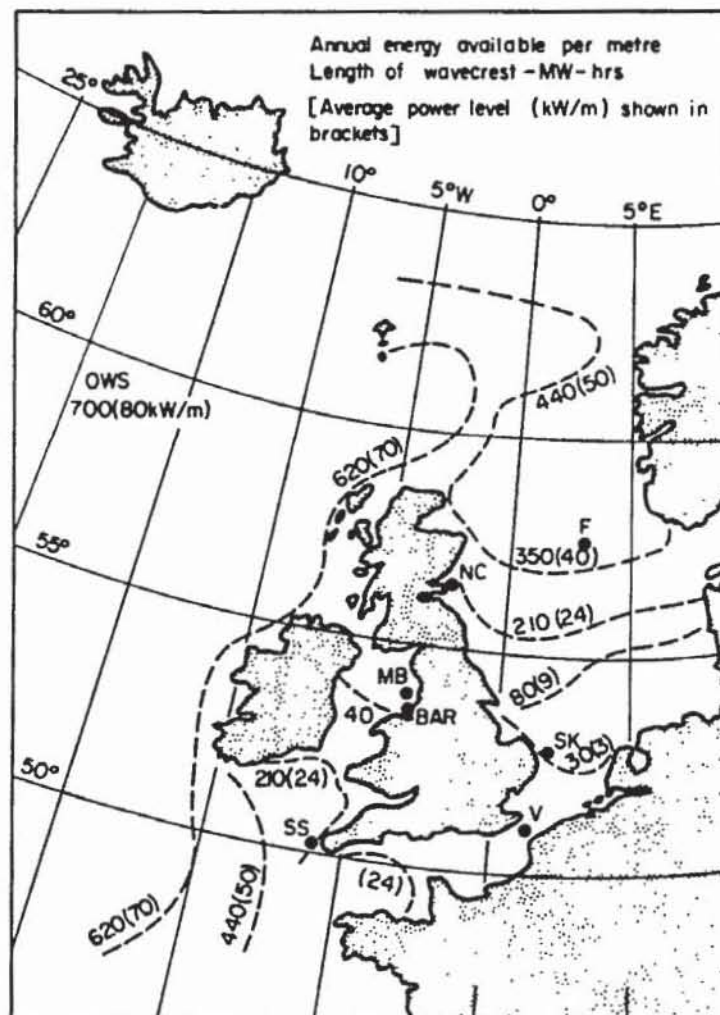 Annual energy available per metre
Length of wavecrest - MW - hrs
[Average power level (kW/m) shown in
brackets]
25°
10°
5°W
0°
5°E
60°
OWS
700(80kW/m)
440(50)
620(70)
55°
F
350(40)
NC
210(24)
80(9)
MB
BAR
40
SK
30(3)
50°
210(24)
SS
V
(24)
620(70)
440(50)